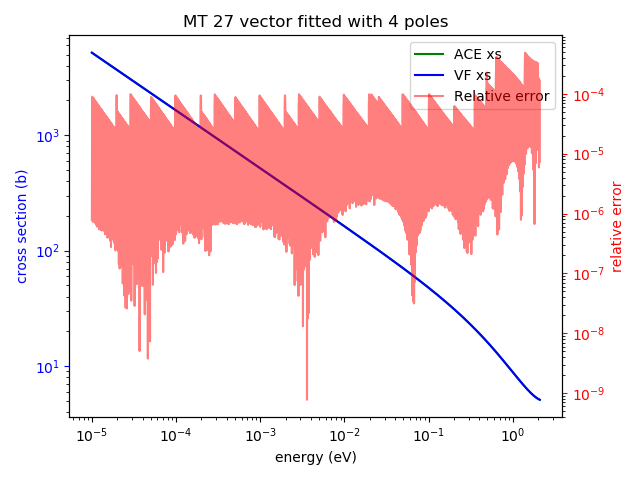 MT 27 vector fitted with 4 poles
ACE xs
VF xs
Relative error
cross section (b)
10³
10²
10¹
10⁻⁴
10⁻⁵
10⁻⁶
10⁻⁷
10⁻⁸
10⁻⁹
relative error
10⁻⁵ 10⁻⁴ 10⁻³ 10⁻² 10⁻¹ 10⁰
energy (eV)